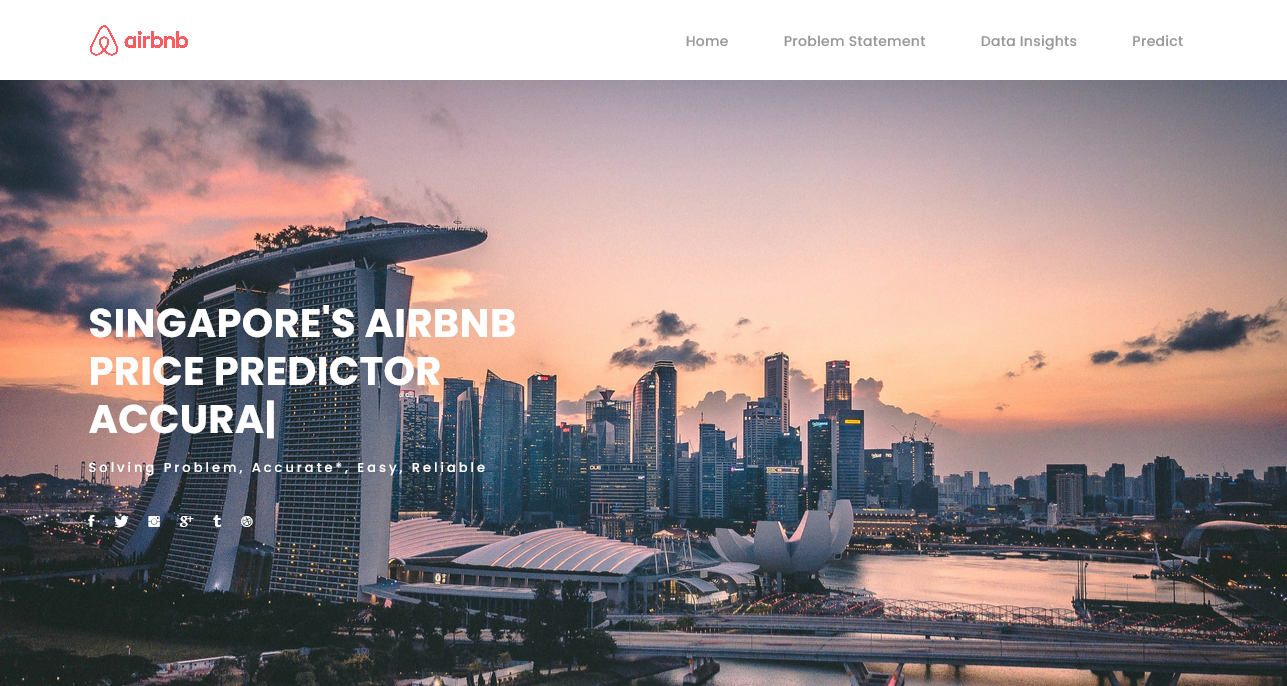 airbnb
Home Problem Statement Data Insights Predict
SINGAPORE'S AIRBNB
PRICE PREDICTOR
ACCURA|
Solving Problem, Accurate*, Easy, Reliable